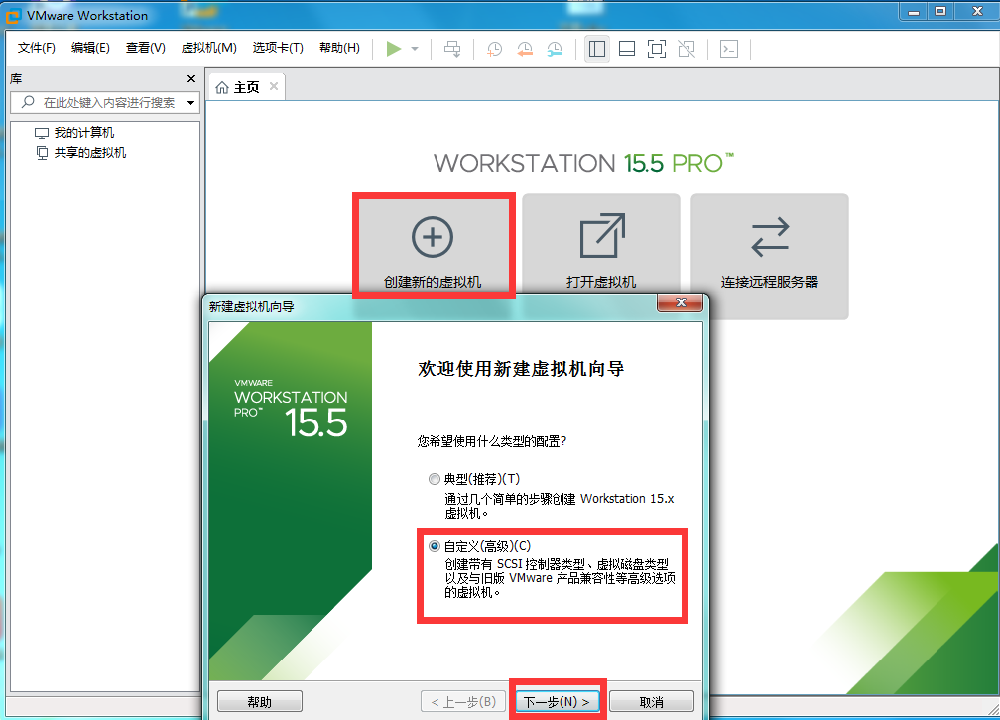 VMware Workstation
文件(F) 编辑(E) 查看(V) 虚拟机(M) 选项卡(T) 帮助(H)
库
在此处键入内容进行搜索
我的计算机
共享的虚拟机
主页
WORKSTATION 15.5 PRO™
创建新的虚拟机
打开虚拟机
连接远程服务器
新建虚拟机向导
VMWARE
WORKSTATION
PRO™
15.5
欢迎使用新建虚拟机向导
您希望使用什么类型的配置?
典型(推荐)(T)
通过几个简单的步骤创建 Workstation 15.x
虚拟机。
自定义(高级)(C)
创建带有 SCSI 控制器类型、虚拟磁盘类型
以及与旧版 VMware 产品兼容性等高级选项
的虚拟机。
帮助
< 上一步(B)
下一步(N) >
取消